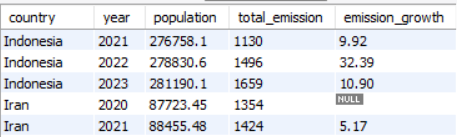 country year population total_emission emission_growth
Indonesia 2021 276758.1 1130 9.92
Indonesia 2022 278830.6 1496 32.39
Indonesia 2023 281190.1 1659 10.90
Iran 2020 87723.45 1354 NULL
Iran 2021 88455.48 1424 5.17